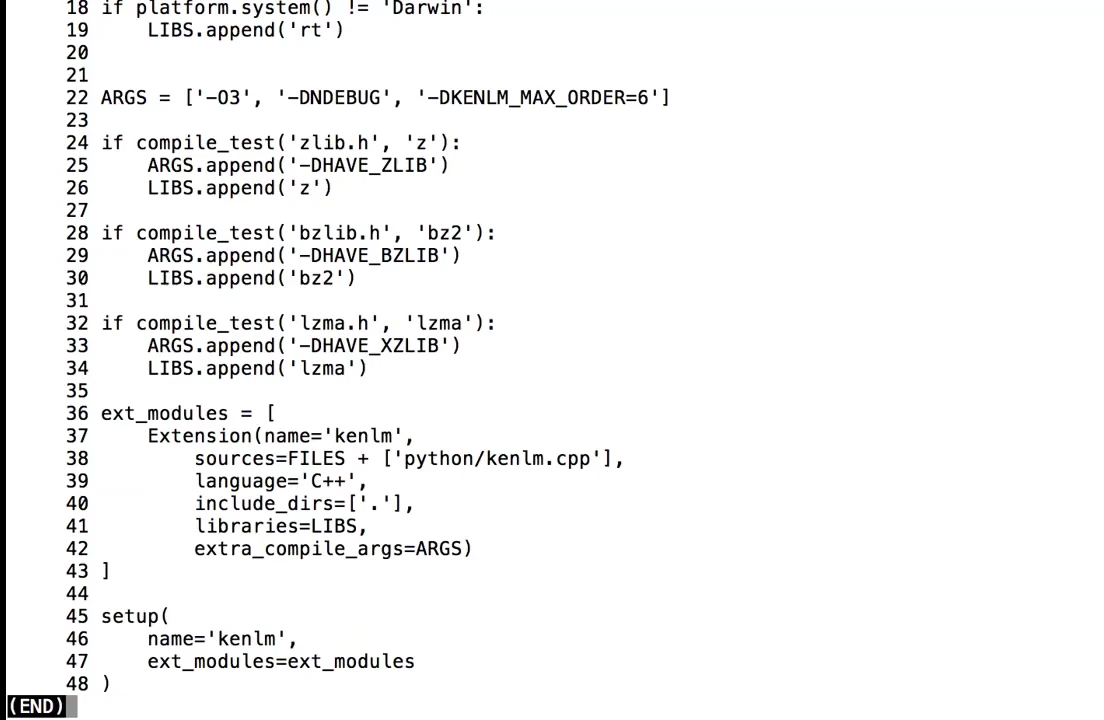 18 if platform.system() != 'Darwin':
19     LIBS.append('rt')
20
21
22 ARGS = ['-O3', '-DNDEBUG', '-DKENLM_MAX_ORDER=6']
23
24 if compile_test('zlib.h', 'z'):
25     ARGS.append('-DHAVE_ZLIB')
26     LIBS.append('z')
27
28 if compile_test('bzlib.h', 'bz2'):
29     ARGS.append('-DHAVE_BZLIB')
30     LIBS.append('bz2')
31
32 if compile_test('lzma.h', 'lzma'):
33     ARGS.append('-DHAVE_XZLIB')
34     LIBS.append('lzma')
35
36 ext_modules = [
37     Extension(name='kenlm',
38         sources=FILES + ['python/kenlm.cpp'],
39         language='C++',
40         include_dirs=['.'],
41         libraries=LIBS,
42         extra_compile_args=ARGS)
43 ]
44
45 setup(
46     name='kenlm',
47     ext_modules=ext_modules
48 )
(END)